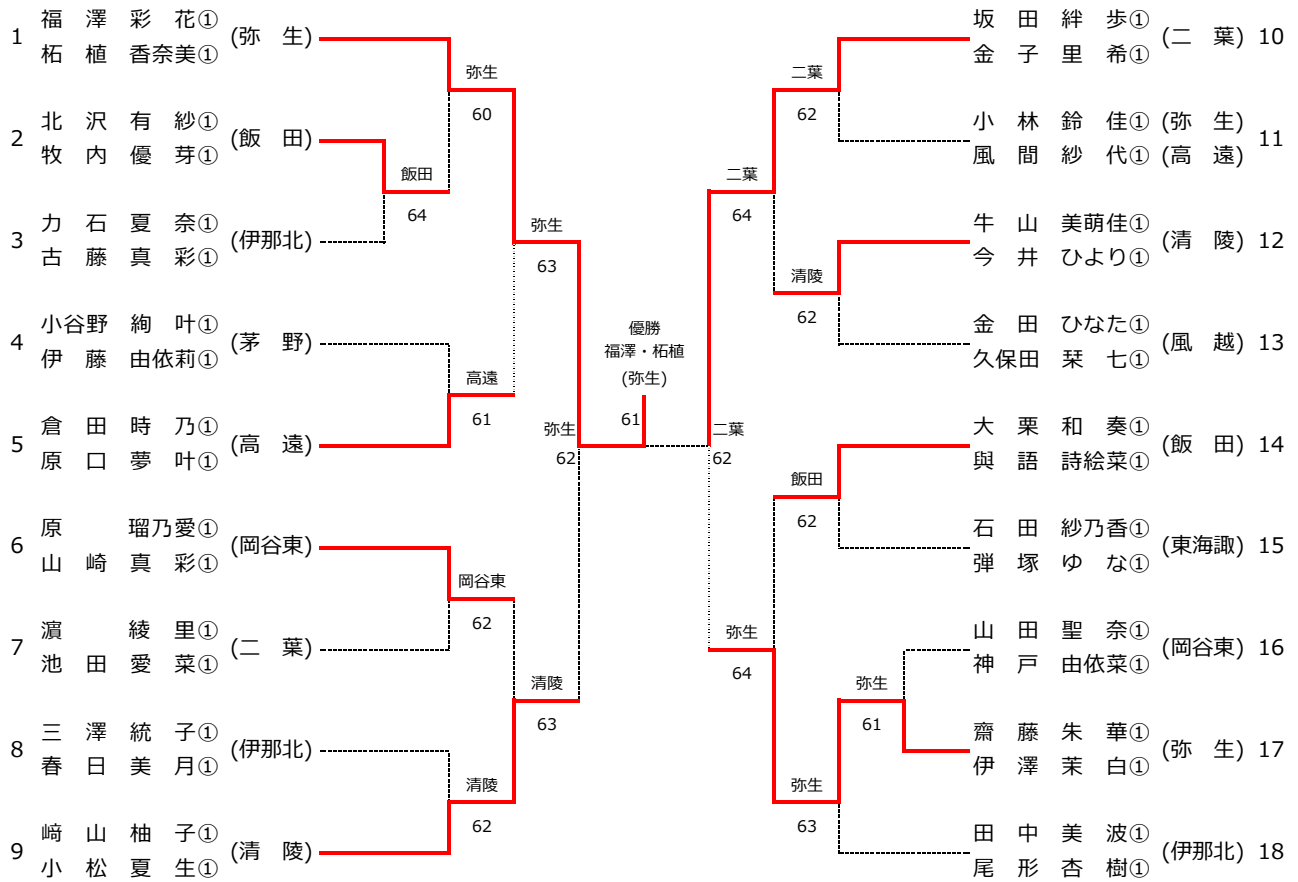 1 福澤彩花① (弥生)
柘植香奈美①
2 北沢有紗① (飯田)
牧内優芽①
3 力石夏奈① (伊那北)
古藤真彩①
4 小谷野絢叶① (茅野)
伊藤由依莉①
5 倉田時乃① (高遠)
原口夢叶①
6 原瑠乃愛① (岡谷東)
山崎真彩①
7 濵綾里① (二葉)
池田愛菜①
8 三澤統子① (伊那北)
春日美月①
9 﨑山柚子① (清陵)
小松夏生①
弥生
60
飯田
64
弥生
63
高遠
61
弥生
62
岡谷東
62
清陵
63
清陵
62
優勝
福澤・柘植
(弥生)
61
二葉
62
二葉
64
清陵
62
二葉
62
飯田
62
弥生
64
弥生
61
弥生
63
坂田絆歩① (二葉) 10
金子里希①
小林鈴佳① (弥生) 11
風間紗代① (高遠)
牛山美萌佳① (清陵) 12
今井ひより①
金田ひなた① (風越) 13
久保田栞七①
大栗和奏① (飯田) 14
與語詩絵菜①
石田紗乃香① (東海諏) 15
弾塚ゆな①
山田聖奈① (岡谷東) 16
神戸由依菜①
齋藤朱華① (弥生) 17
伊澤茉白①
田中美波① (伊那北) 18
尾形杏樹①